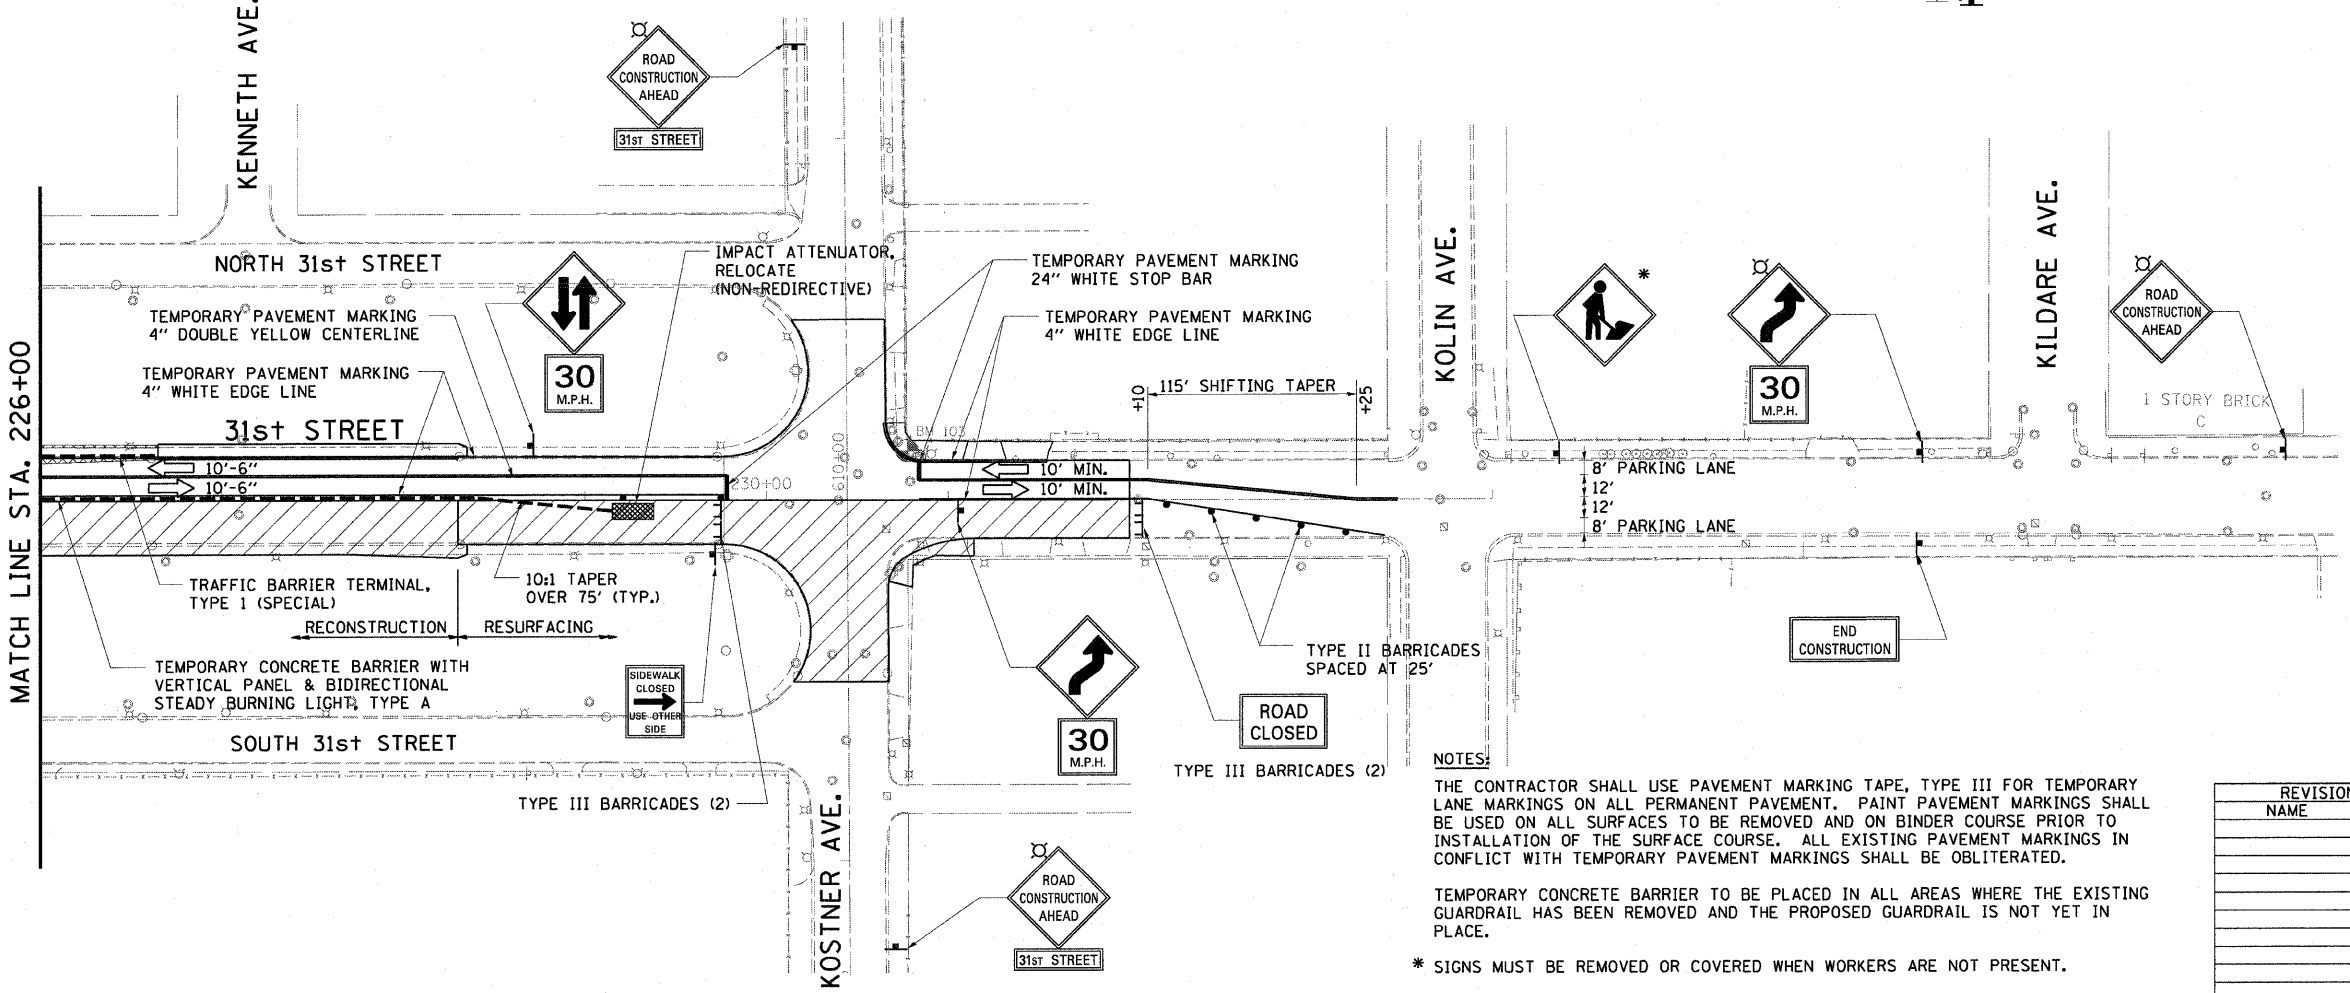 KENNETH AVE.
ROAD
CONSTRUCTION
AHEAD
31ST STREET
NORTH 31st STREET
IMPACT ATTENUATOR,
RELOCATE
(NON-REDIRECTIVE)
TEMPORARY PAVEMENT MARKING
24" WHITE STOP BAR
TEMPORARY PAVEMENT MARKING
4" DOUBLE YELLOW CENTERLINE
TEMPORARY PAVEMENT MARKING
4" WHITE EDGE LINE
30
M.P.H.
TEMPORARY PAVEMENT MARKING
4" WHITE EDGE LINE
KOLIN AVE.
*
30
M.P.H.
KILDARE AVE.
ROAD
CONSTRUCTION
AHEAD
1 STORY BRICK
C
MATCH LINE STA. 226+00
31st STREET
10'-6"
10'-6"
230+00
610+00
BM 103
10' MIN.
10' MIN.
+10
115' SHIFTING TAPER
+25
8' PARKING LANE
12'
12'
8' PARKING LANE
TRAFFIC BARRIER TERMINAL,
TYPE 1 (SPECIAL)
10:1 TAPER
OVER 75' (TYP.)
RECONSTRUCTION
RESURFACING
TEMPORARY CONCRETE BARRIER WITH
VERTICAL PANEL & BIDIRECTIONAL
STEADY BURNING LIGHT, TYPE A
SIDEWALK
CLOSED
USE OTHER
SIDE
SOUTH 31st STREET
TYPE III BARRICADES (2)
30
M.P.H.
TYPE II BARRICADES
SPACED AT 25'
ROAD
CLOSED
TYPE III BARRICADES (2)
END
CONSTRUCTION
KOSTNER AVE.
ROAD
CONSTRUCTION
AHEAD
31ST STREET
NOTES:
THE CONTRACTOR SHALL USE PAVEMENT MARKING TAPE, TYPE III FOR TEMPORARY
LANE MARKINGS ON ALL PERMANENT PAVEMENT. PAINT PAVEMENT MARKINGS SHALL
BE USED ON ALL SURFACES TO BE REMOVED AND ON BINDER COURSE PRIOR TO
INSTALLATION OF THE SURFACE COURSE. ALL EXISTING PAVEMENT MARKINGS IN
CONFLICT WITH TEMPORARY PAVEMENT MARKINGS SHALL BE OBLITERATED.
TEMPORARY CONCRETE BARRIER TO BE PLACED IN ALL AREAS WHERE THE EXISTING
GUARDRAIL HAS BEEN REMOVED AND THE PROPOSED GUARDRAIL IS NOT YET IN
PLACE.
* SIGNS MUST BE REMOVED OR COVERED WHEN WORKERS ARE NOT PRESENT.
REVISION
NAME